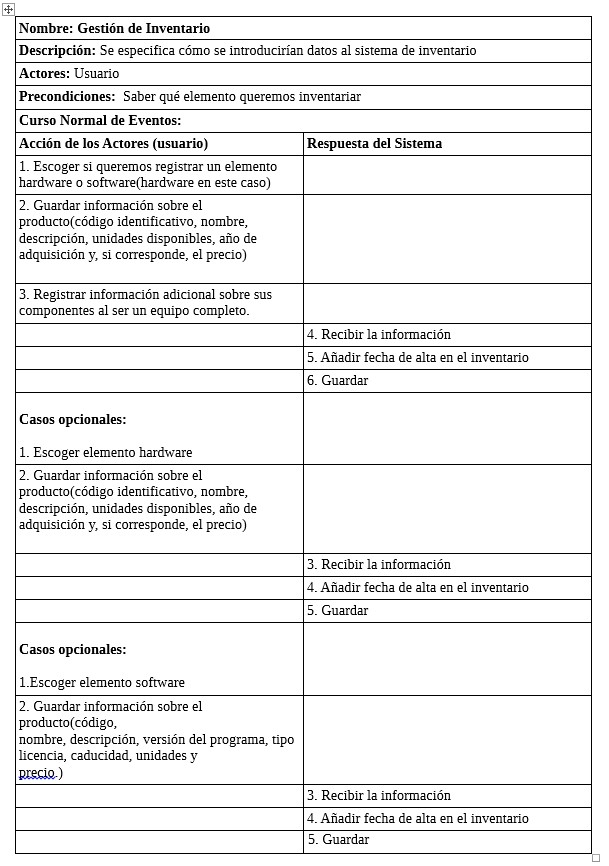 Nombre: Gestión de Inventario
Descripción: Se especifica cómo se introducirían datos al sistema de inventario
Actores: Usuario
Precondiciones: Saber qué elemento queremos inventariar
Curso Normal de Eventos:
Acción de los Actores (usuario)
Respuesta del Sistema
1. Escoger si queremos registrar un elemento
hardware o software(hardware en este caso)
2. Guardar información sobre el
producto(código identificativo, nombre,
descripción, unidades disponibles, año de
adquisición y, si corresponde, el precio)
3. Registrar información adicional sobre sus
componentes al ser un equipo completo.
4. Recibir la información
5. Añadir fecha de alta en el inventario
6. Guardar
Casos opcionales:
1. Escoger elemento hardware
2. Guardar información sobre el
producto(código identificativo, nombre,
descripción, unidades disponibles, año de
adquisición y, si corresponde, el precio)
3. Recibir la información
4. Añadir fecha de alta en el inventario
5. Guardar
Casos opcionales:
1.Escoger elemento software
2. Guardar información sobre el
producto(código,
nombre, descripción, versión del programa, tipo
licencia, caducidad, unidades y
precio.)
3. Recibir la información
4. Añadir fecha de alta en el inventario
5. Guardar